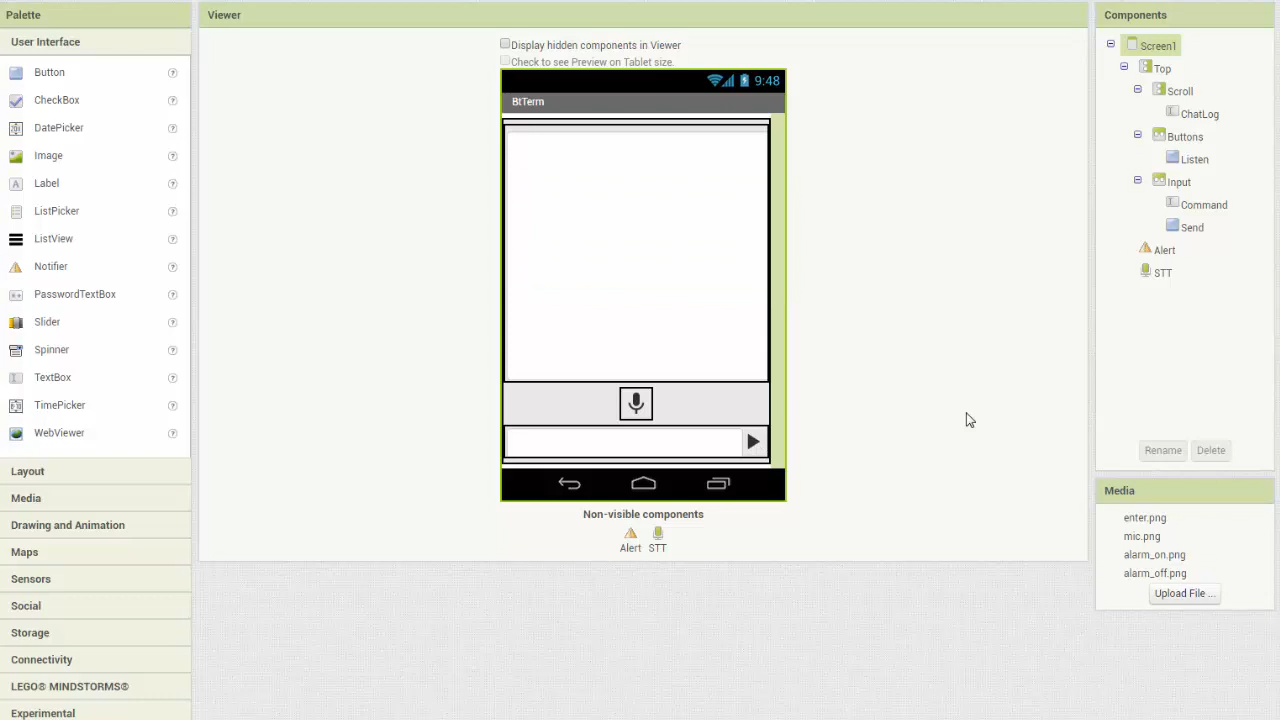 Palette
User Interface
Button
CheckBox
DatePicker
Image
Label
ListPicker
ListView
Notifier
PasswordTextBox
Slider
Spinner
TextBox
TimePicker
WebViewer
Layout
Media
Drawing and Animation
Maps
Sensors
Social
Storage
Connectivity
LEGO® MINDSTORMS®
Experimental
Viewer
Display hidden components in Viewer
Check to see Preview on Tablet size.
9:48
BtTerm
Non-visible components
Alert STT
Components
Screen1
Top
Scroll
ChatLog
Buttons
Listen
Input
Command
Send
Alert
STT
Rename Delete
Media
enter.png
mic.png
alarm_on.png
alarm_off.png
Upload File ...